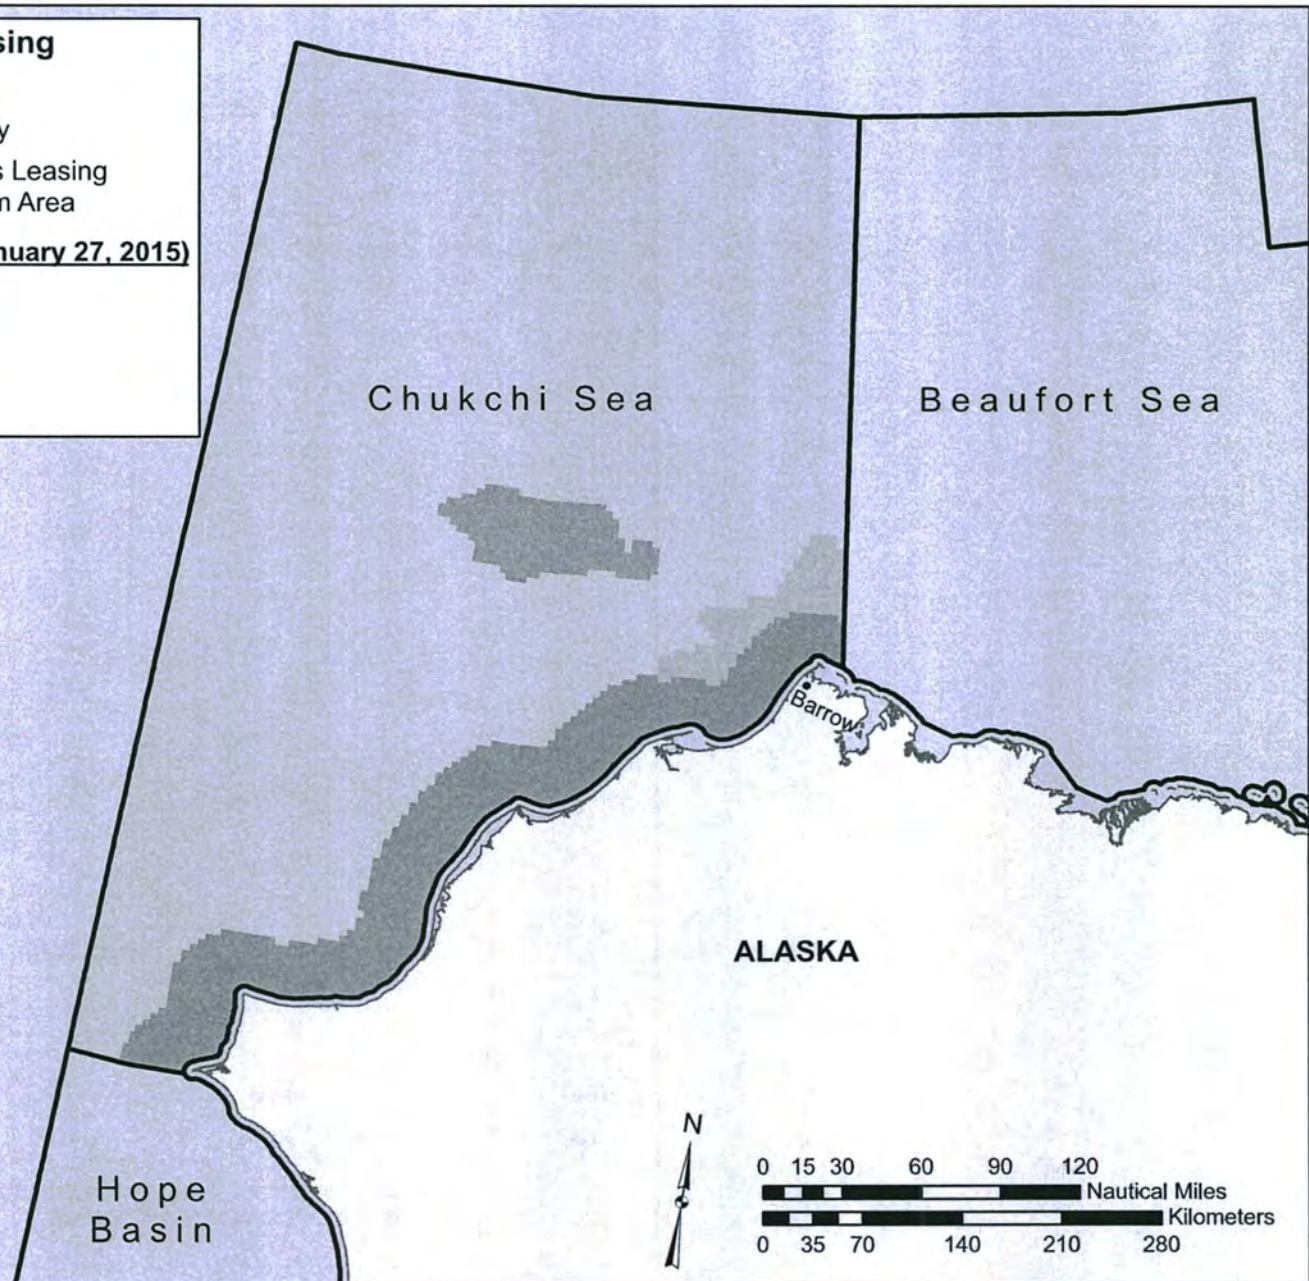 sing
y
s Leasing
m Area
nuary 27, 2015)
Chukchi Sea
Beaufort Sea
Barrow
ALASKA
Hope
Basin
N
0 15 30 60 90 120
Nautical Miles
Kilometers
0 35 70 140 210 280